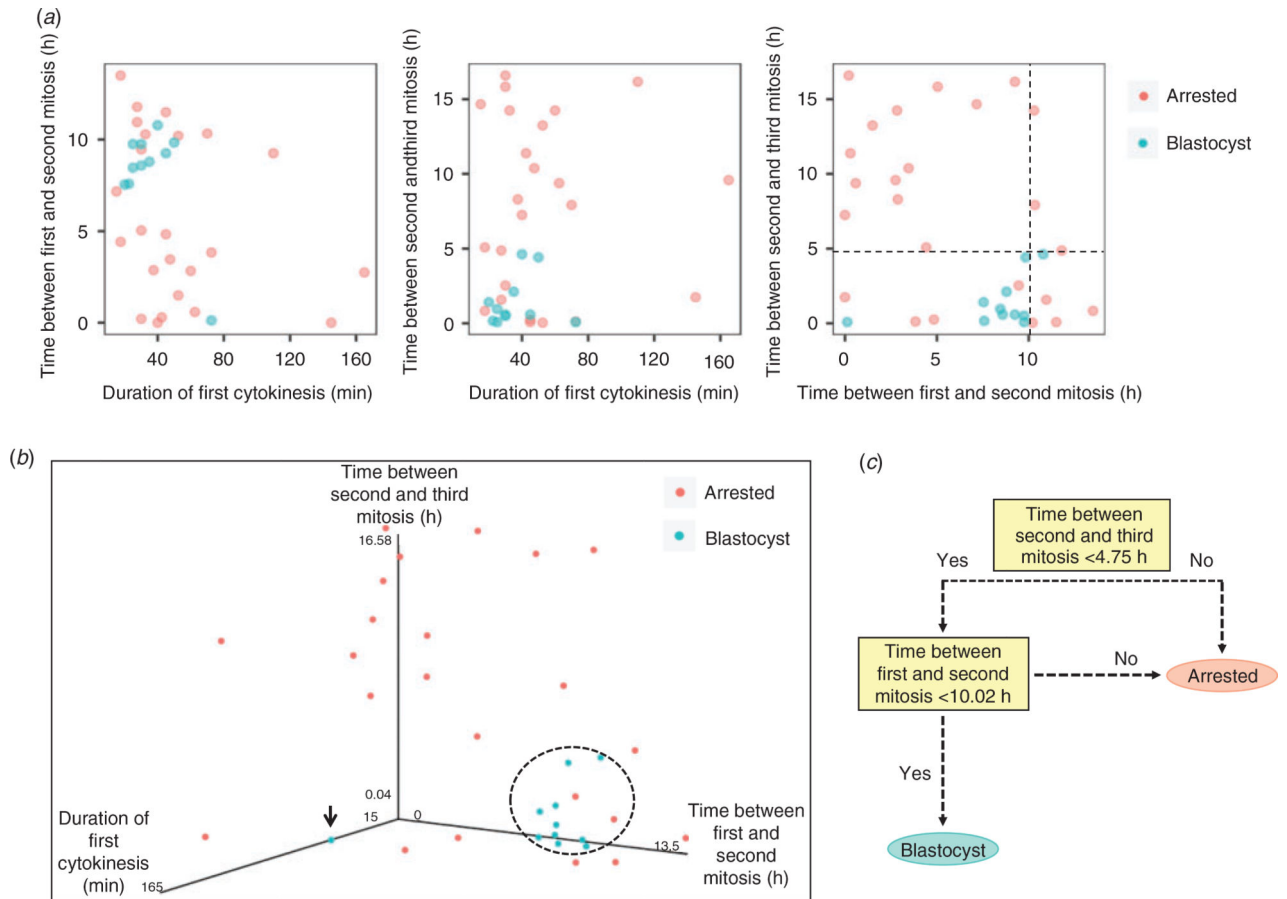 (a)
Time between first and second mitosis (h)
10
5
0
40
80
120
160
Duration of first cytokinesis (min)
Time between second andthird mitosis (h)
15
10
5
0
40
80
120
160
Duration of first cytokinesis (min)
Time between second and third mitosis (h)
15
10
5
0
0
5
10
Time between first and second mitosis (h)
Arrested
Blastocyst
(b)
Time between
second and third
mitosis (h)
16.58
Arrested
Blastocyst
0.04
15
0
Duration of
first
cytokinesis
(min)
165
13.5
Time between
first and
second
mitosis (h)
(c)
Time between
second and third
mitosis <4.75 h
Yes
No
Time between
first and second
mitosis <10.02 h
No
Arrested
Yes
Blastocyst